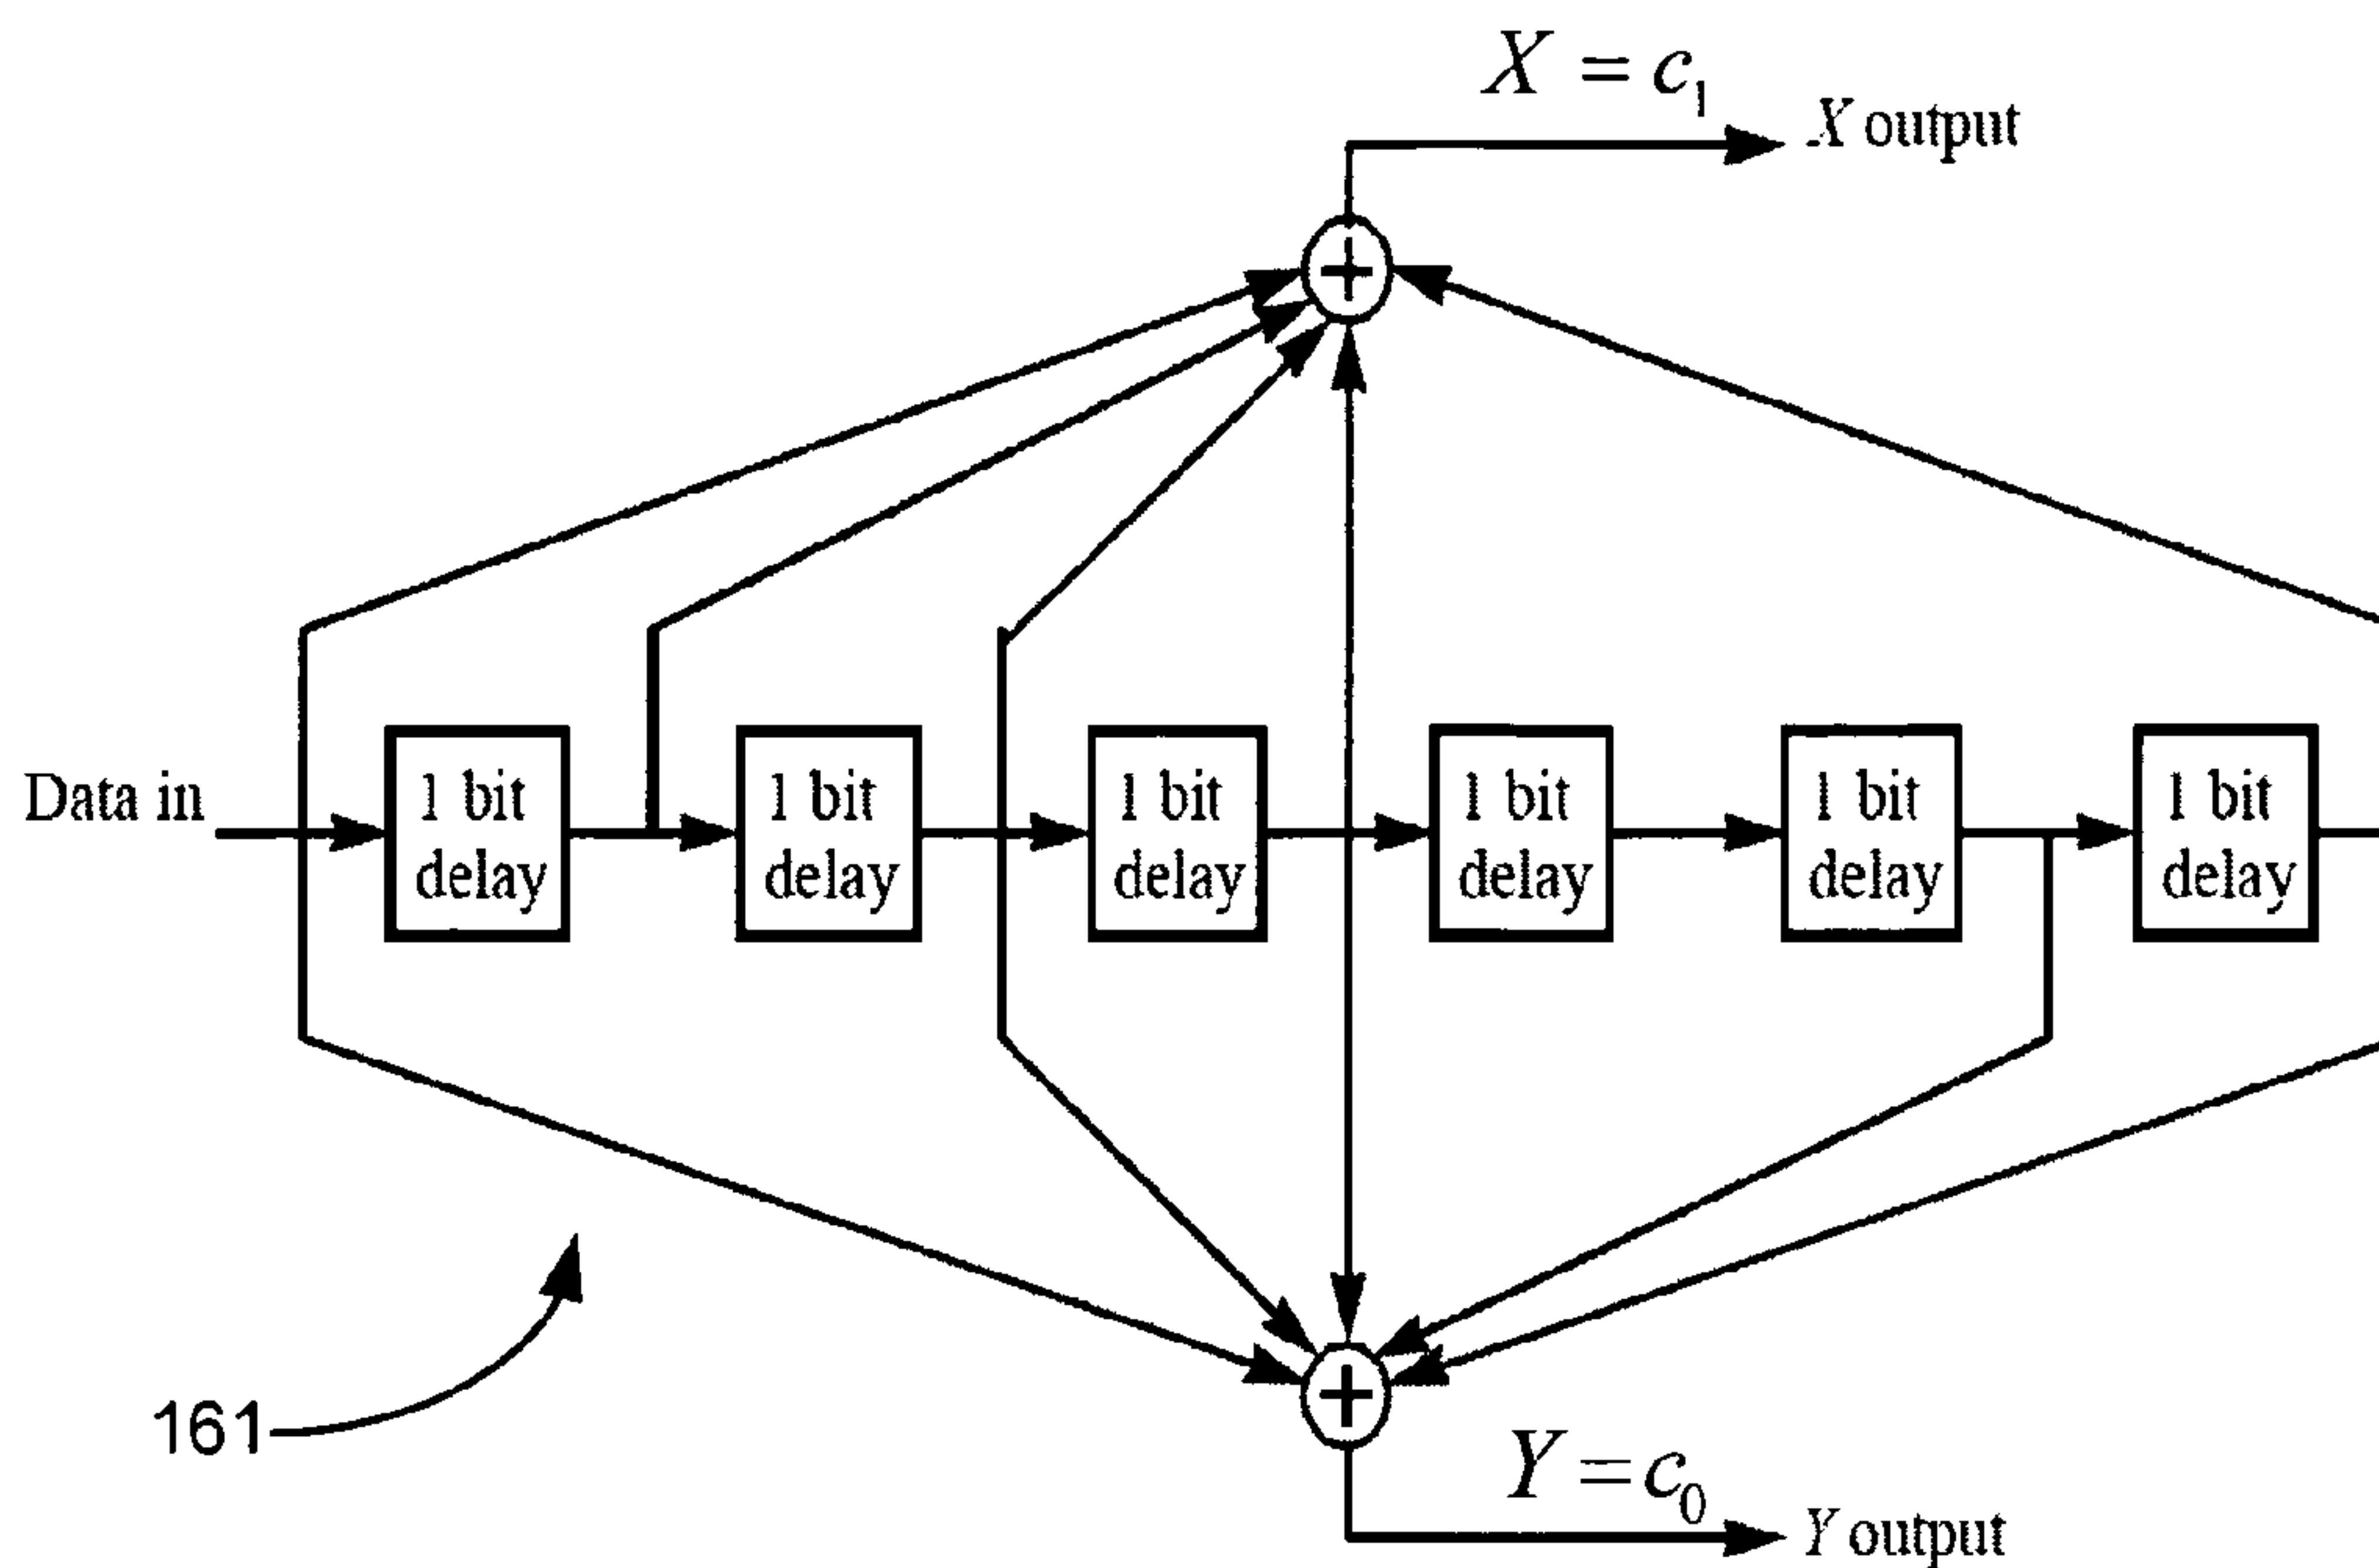 X = c₁
X output
Data in
1 bit
delay
1 bit
delay
1 bit
delay
1 bit
delay
1 bit
delay
1 bit
delay
161
Y = c₀
Y output